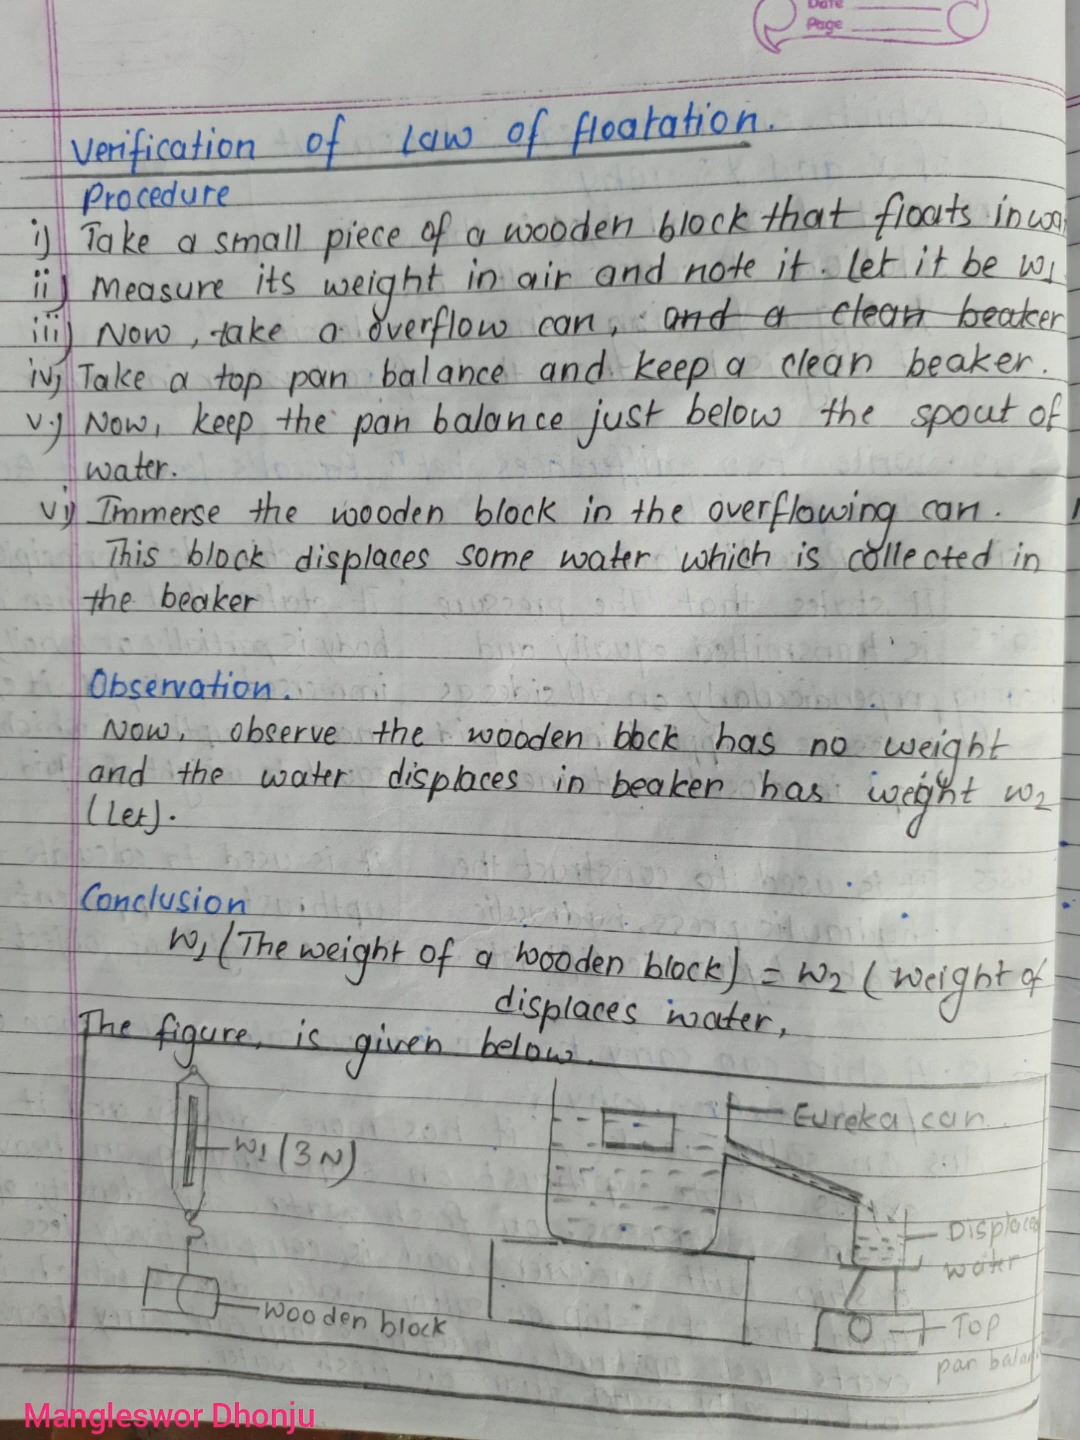 Date
Page
Verification of Law of floatation.
Procedure
i) Take a small piece of a wooden block that floats in
ii) Measure its weight in air and note it. Let it be w1
iii) Now, take a overflow can, and a clean beaker
iv) Take a top pan balance and keep a clean beaker.
v.) Now, keep the pan balance just below the spout of
water.
vi) Immerse the wooden block in the overflowing can.
This block displaces some water which is collected in
the beaker
Observation.
Now, observe the wooden block has no weight
and the water displaces in beaker has weight w2
(Let).
Conclusion
W1 (The weight of a wooden block) = W2 (weight of
displaces water,
The figure, is given below.
Eureka can
W1 (3N)
Displaced
water
Wooden block
Top
pan balan
Mangleswor Dhonju